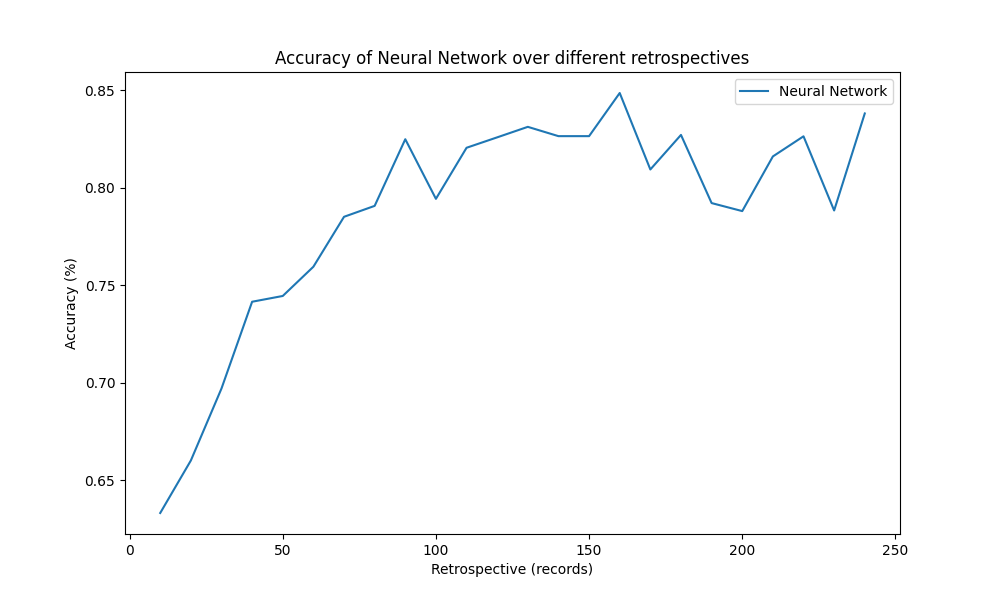 Accuracy of Neural Network over different retrospectives
Neural Network
0.85
0.80
0.75
0.70
0.65
Accuracy (%)
0 50 100 150 200 250
Retrospective (records)